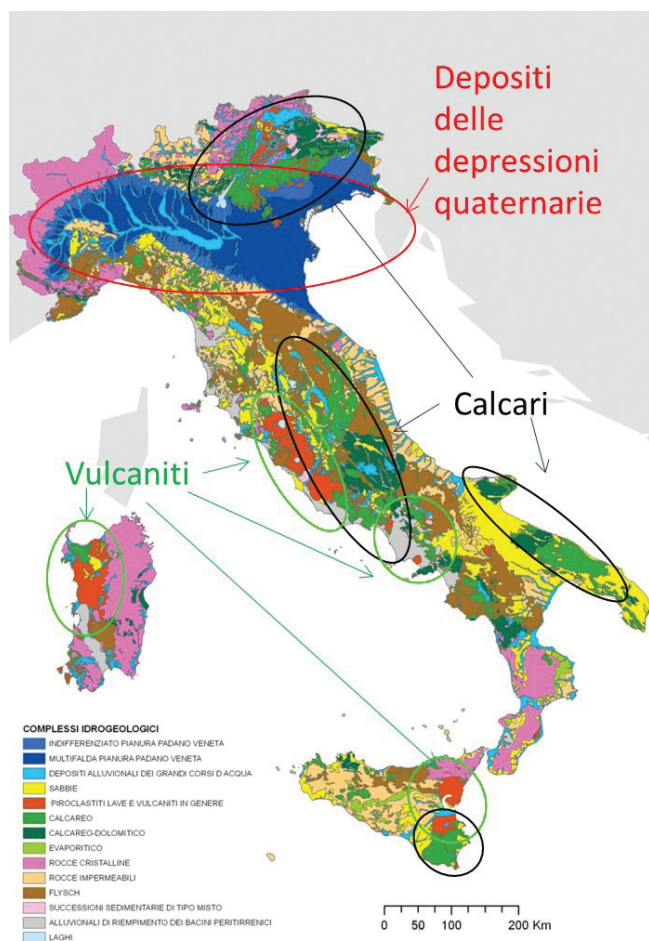 Depositi
delle
depressioni
quaternarie
Calcari
Vulcaniti
COMPLESSI IDROGEOLOGICI
INDIFFERENZIATO PIANURA PADANO VENETA
MULTIFALDA PIANURA PADANO VENETA
DEPOSITI ALLUVIONALI DEI GRANDI CORSI D ACQUA
SABBIE
PIROCLASTITI LAVE E VULCANITI IN GENERE
CALCAREO
CALCAREO-DOLOMITICO
EVAPORITICO
ROCCE CRISTALLINE
ROCCE IMPERMEABILI
FLYSCH
SUCCESSIONI SEDIMENTARIE DI TIPO MISTO
ALLUVIONALI DI RIEMPIMENTO DEI BACINI PERITIRRENICI
LAGHI
0 50 100 200 Km